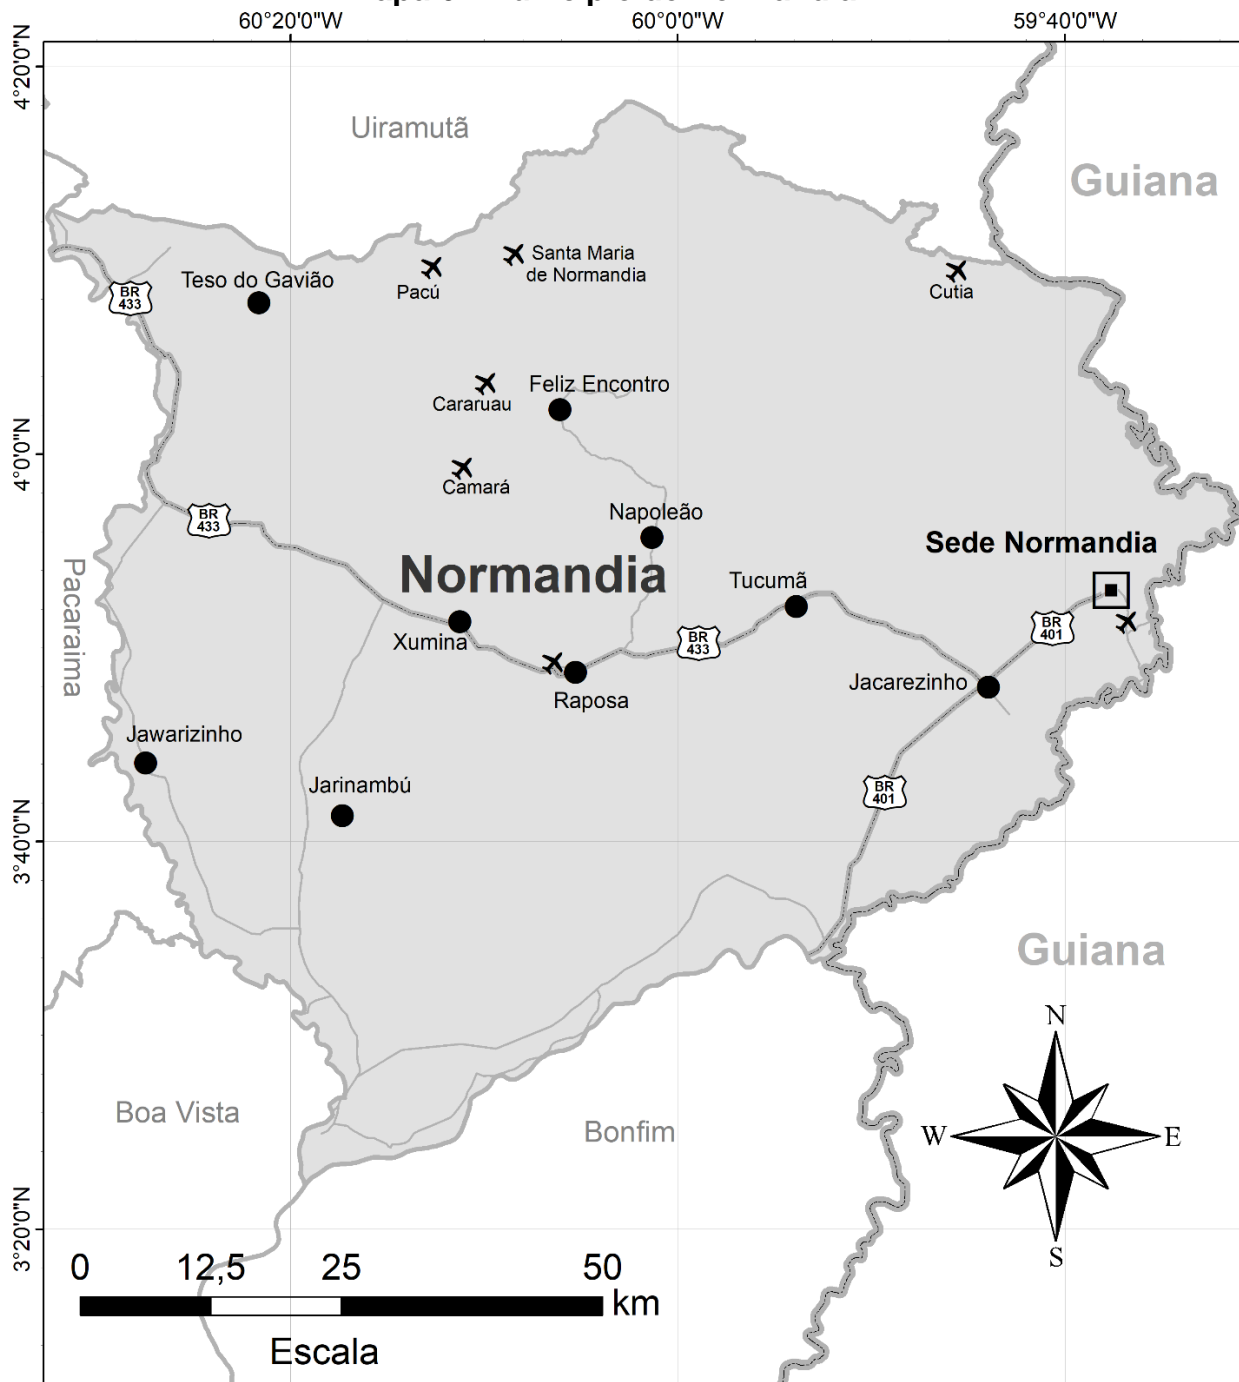 60°20'0"W
60°0'0"W
59°40'0"W
4°20'0"N
Uiramutã
Guiana
Santa Maria
de Normandia
Teso do Gavião
Pacú
Cutia
BR
433
Feliz Encontro
Cararuau
4°0'0"N
Camará
Napoleão
BR
433
Sede Normandia
Pacaraima
Normandia
Tucumã
Xumina
BR
433
BR
401
Raposa
Jacarezinho
Jawarizinho
Jarinambú
BR
401
3°40'0"N
Guiana
N
Boa Vista
Bonfim
W
E
3°20'0"N
S
0
12,5
25
50
km
Escala